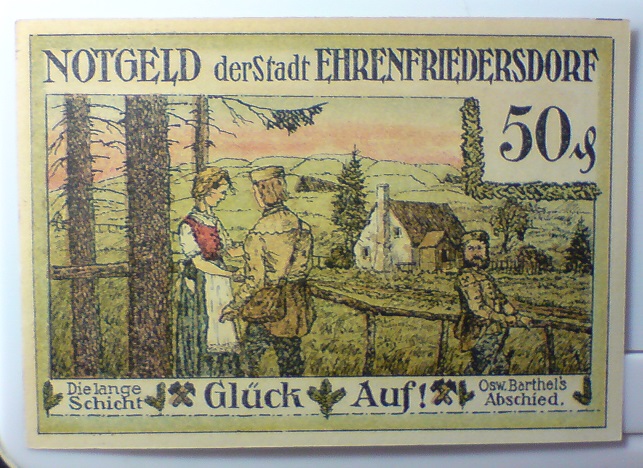 NOTGELD der Stadt EHRENFRIEDERSDORF
50 ₰
Die lange
Schicht
Glück Auf!
Osw. Barthel's
Abschied.